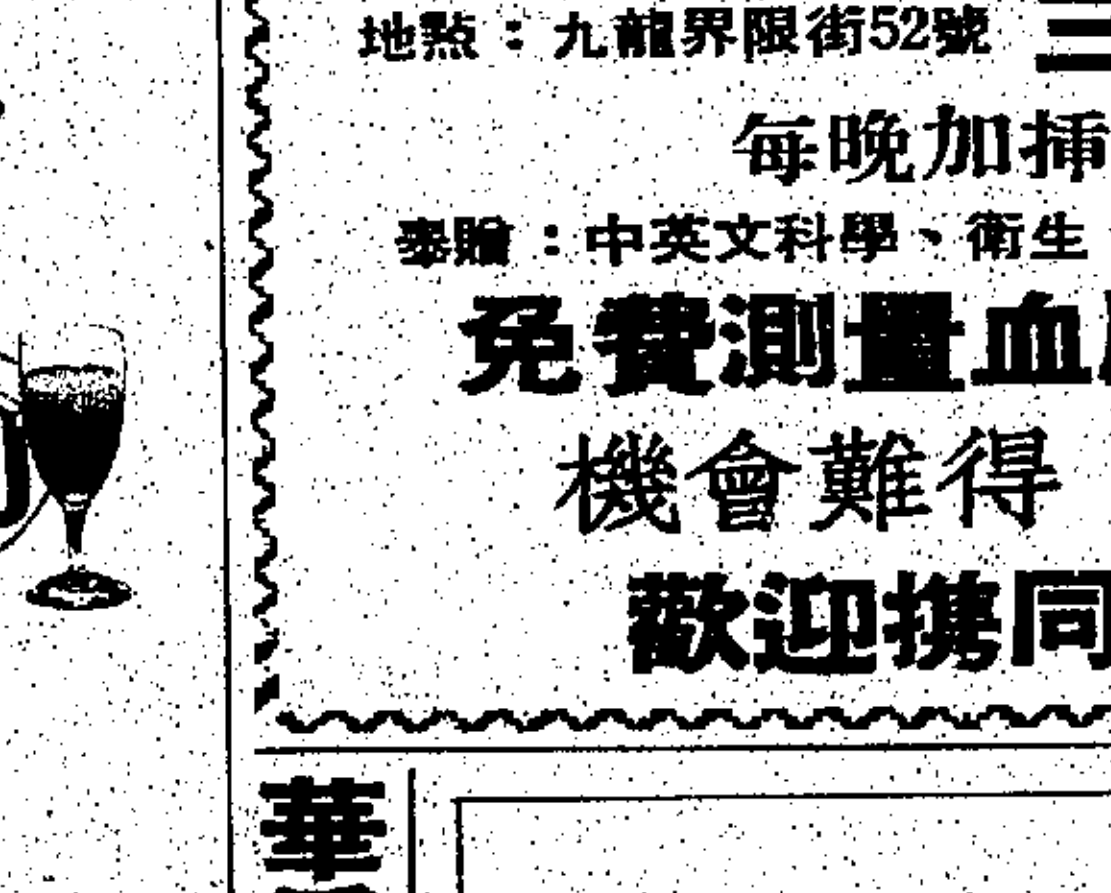 地點：九龍界限街52號
每晚加插
奉贈：中英文科學、衛生
免費測量血
機會難得
歡迎携同
華